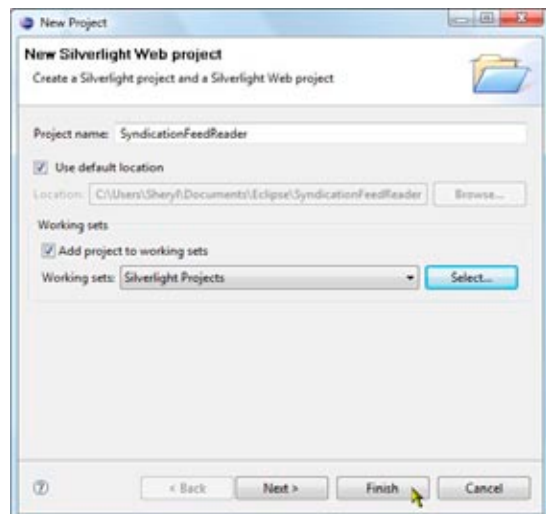 New Project
New Silverlight Web project
Create a Silverlight project and a Silverlight Web project
Project name: SyndicationFeedReader
Use default location
Location: C:\Users\Sheryl\Documents\Eclipse\SyndicationFeedReader Browse...
Working sets
Add project to working sets
Working sets: Silverlight Projects Select...
< Back Next > Finish Cancel